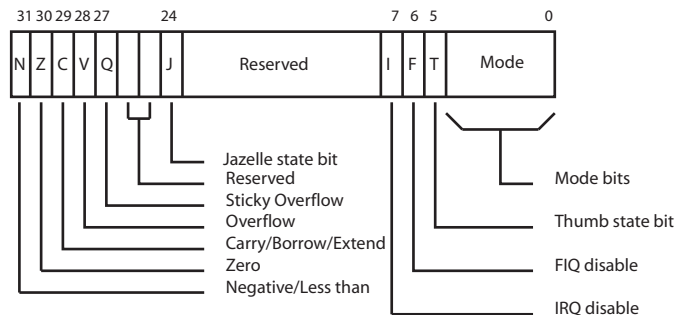 31 30 29 28 27 24 7 6 5 0
N Z C V Q J Reserved I F T Mode
Jazelle state bit
Reserved Mode bits
Sticky Overflow
Overflow Thumb state bit
Carry/Borrow/Extend
Zero FIQ disable
Negative/Less than
IRQ disable